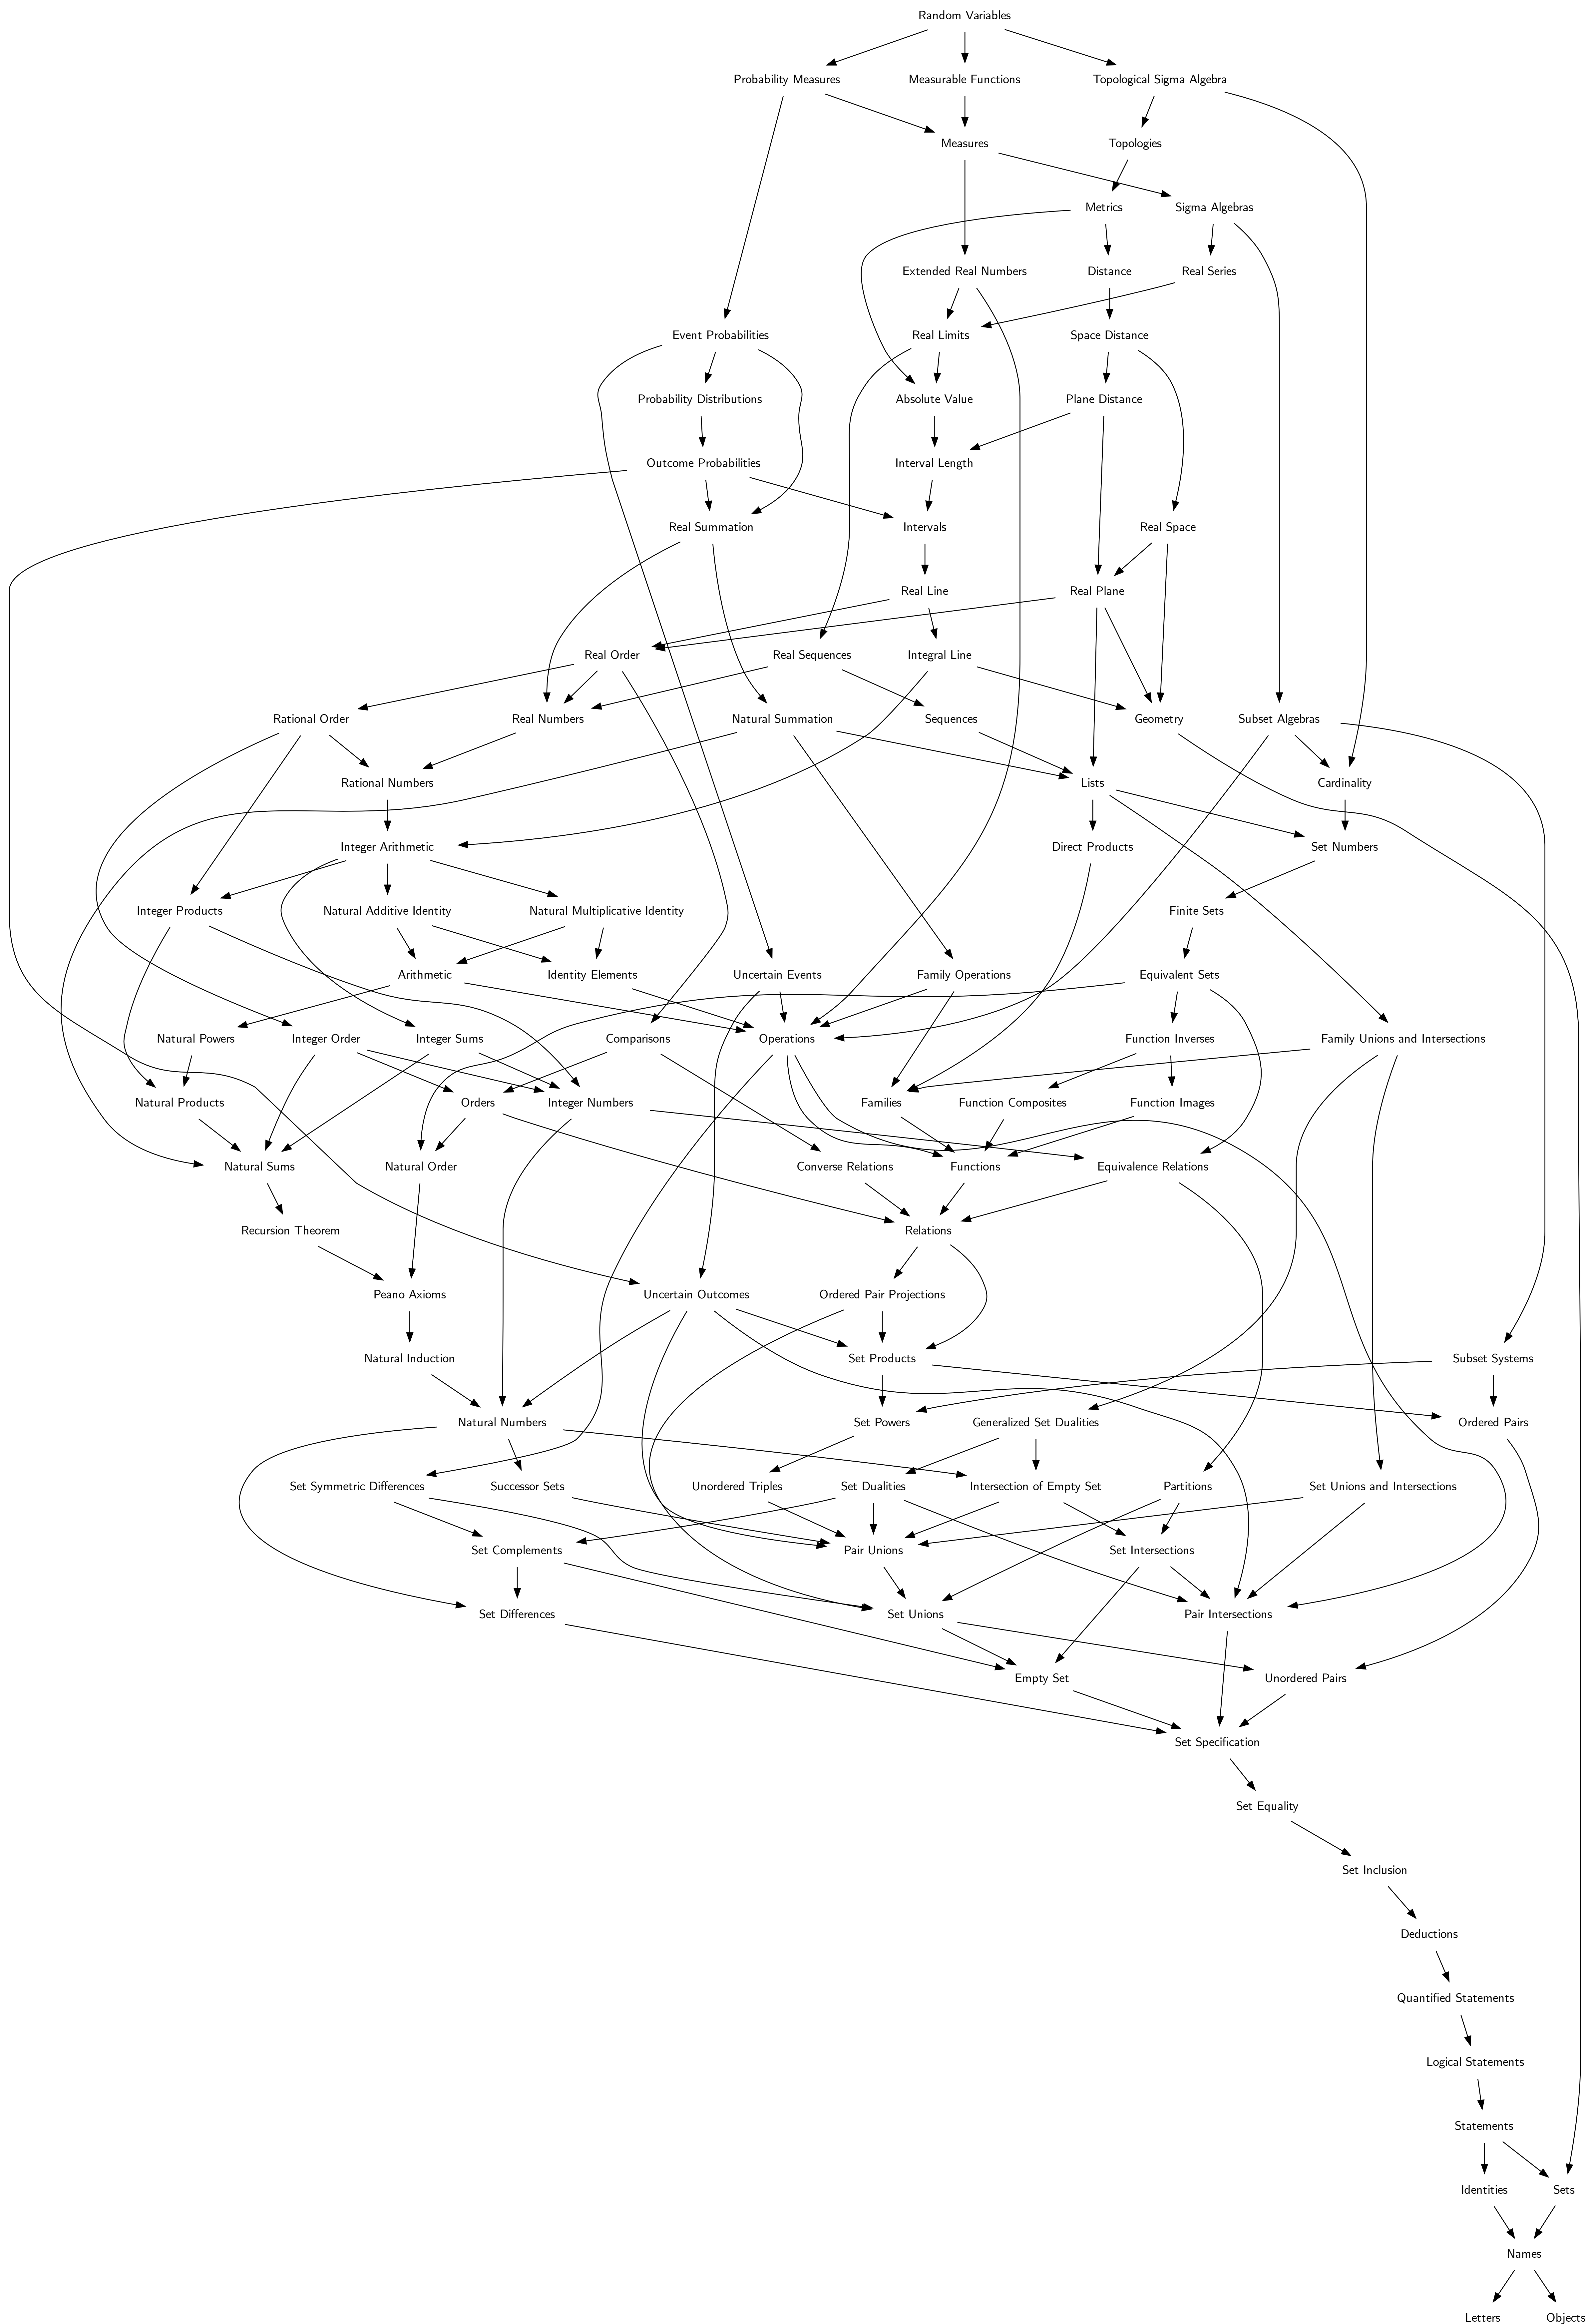 Random Variables
Probability Measures
Measurable Functions
Topological Sigma Algebra
Measures
Topologies
Metrics
Sigma Algebras
Extended Real Numbers
Distance
Real Series
Event Probabilities
Real Limits
Space Distance
Probability Distributions
Absolute Value
Plane Distance
Outcome Probabilities
Interval Length
Real Summation
Intervals
Real Space
Real Line
Real Plane
Real Order
Real Sequences
Integral Line
Rational Order
Real Numbers
Natural Summation
Sequences
Geometry
Subset Algebras
Rational Numbers
Lists
Cardinality
Integer Arithmetic
Direct Products
Set Numbers
Integer Products
Natural Additive Identity
Natural Multiplicative Identity
Finite Sets
Arithmetic
Identity Elements
Uncertain Events
Family Operations
Equivalent Sets
Natural Powers
Integer Order
Integer Sums
Comparisons
Operations
Function Inverses
Family Unions and Intersections
Natural Products
Orders
Integer Numbers
Families
Function Composites
Function Images
Natural Sums
Natural Order
Converse Relations
Functions
Equivalence Relations
Recursion Theorem
Relations
Peano Axioms
Uncertain Outcomes
Ordered Pair Projections
Natural Induction
Set Products
Subset Systems
Natural Numbers
Set Powers
Generalized Set Dualities
Ordered Pairs
Set Symmetric Differences
Successor Sets
Unordered Triples
Set Dualities
Intersection of Empty Set
Partitions
Set Unions and Intersections
Set Complements
Pair Unions
Set Intersections
Set Differences
Set Unions
Pair Intersections
Empty Set
Unordered Pairs
Set Specification
Set Equality
Set Inclusion
Deductions
Quantified Statements
Logical Statements
Statements
Identities
Sets
Names
Letters
Objects